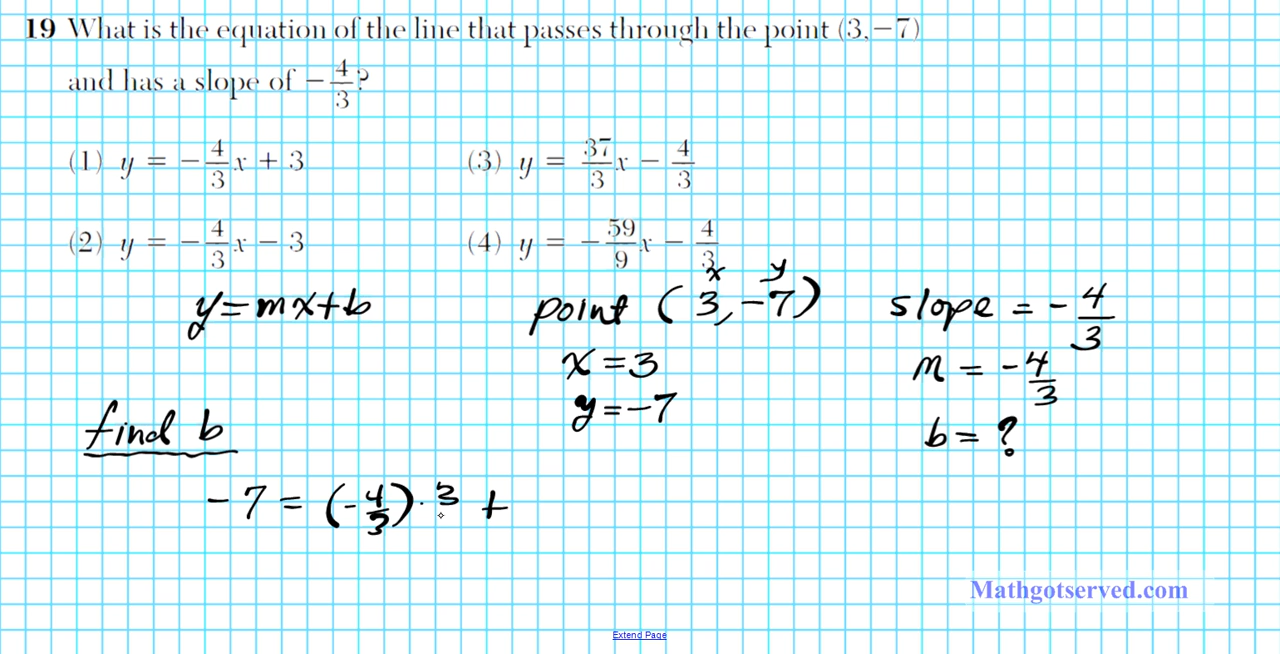 19 What is the equation of the line that passes through the point (3,−7)
and has a slope of −4/3?
(1) y = −4/3x + 3
(3) y = 37/3x − 4/3
(2) y = −4/3x − 3
(4) y = −59/9x − 4/3
x y
y=mx+b
point (3,−7)
slope = −4/3
x=3
m = −4/3
y=−7
find b
b= ?
−7 = (−4/3)·3 +
Mathgotserved.com
Extend Page